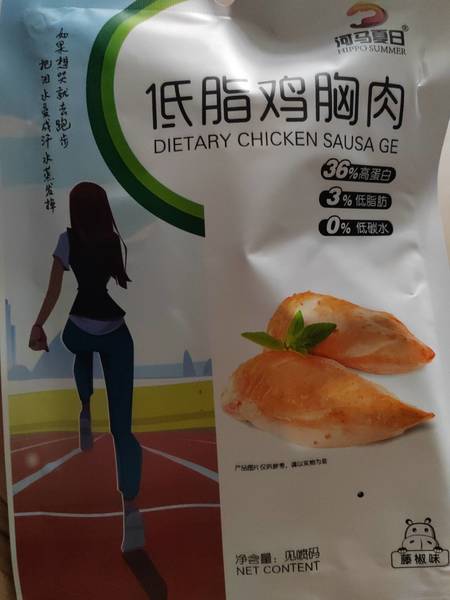 如果想哭就去跑步
把泪水变成汗水蒸发掉
河马夏日®
HIPPO SUMMER
低脂鸡胸肉
DIETARY CHICKEN SAUSA GE
36%高蛋白
3%低脂肪
0%低碳水
产品图片仅供参考，请以实物为准
净含量：见喷码
NET CONTENT
藤椒味